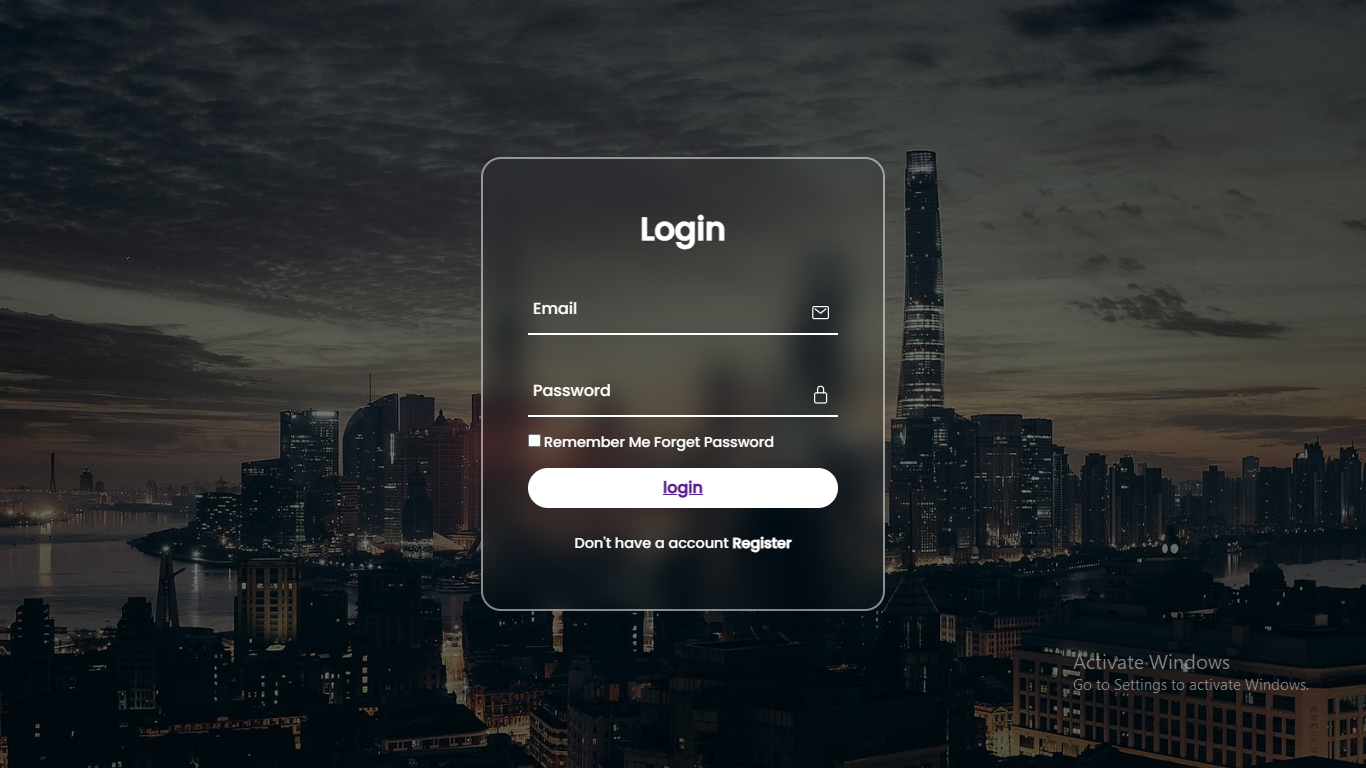 Login
Email
Password
Remember Me Forget Password
login
Don't have a account Register
Activate Windows
Go to Settings to activate Windows.